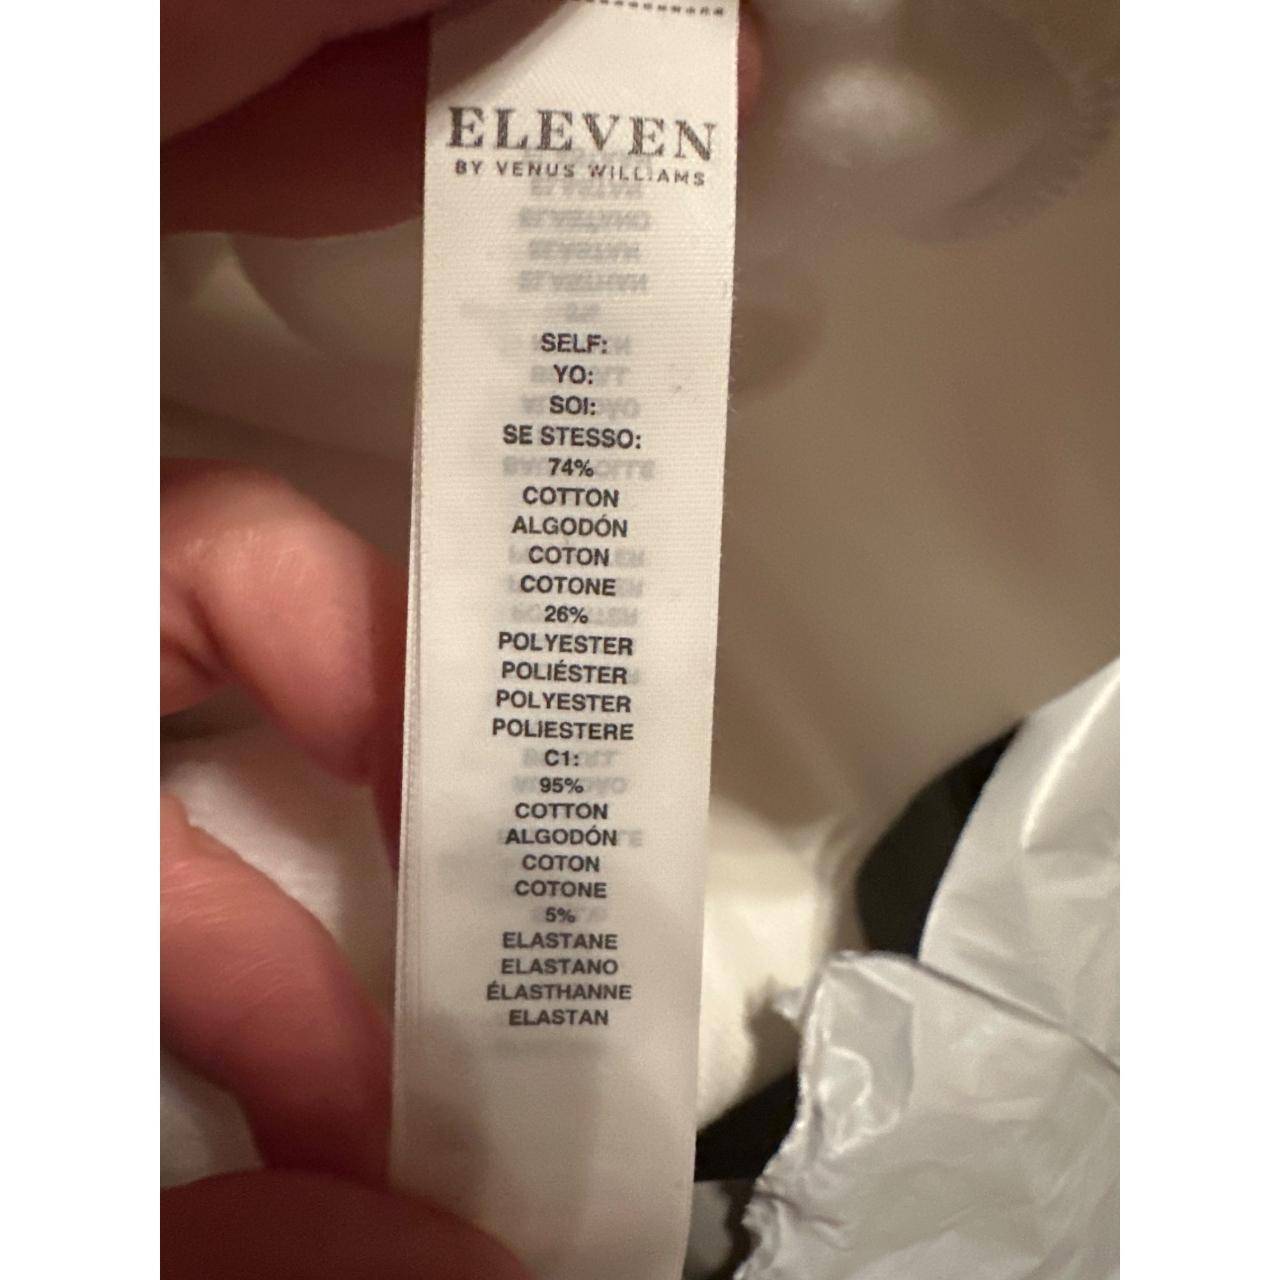 ELEVEN
BY VENUS WILLIAMS
SELF:
YO:
SOI:
SE STESSO:
74%
COTTON
ALGODÓN
COTON
COTONE
26%
POLYESTER
POLIÉSTER
POLYESTER
POLIESTERE
C1:
95%
COTTON
ALGODÓN
COTON
COTONE
5%
ELASTANE
ELASTANO
ÉLASTHANNE
ELASTAN